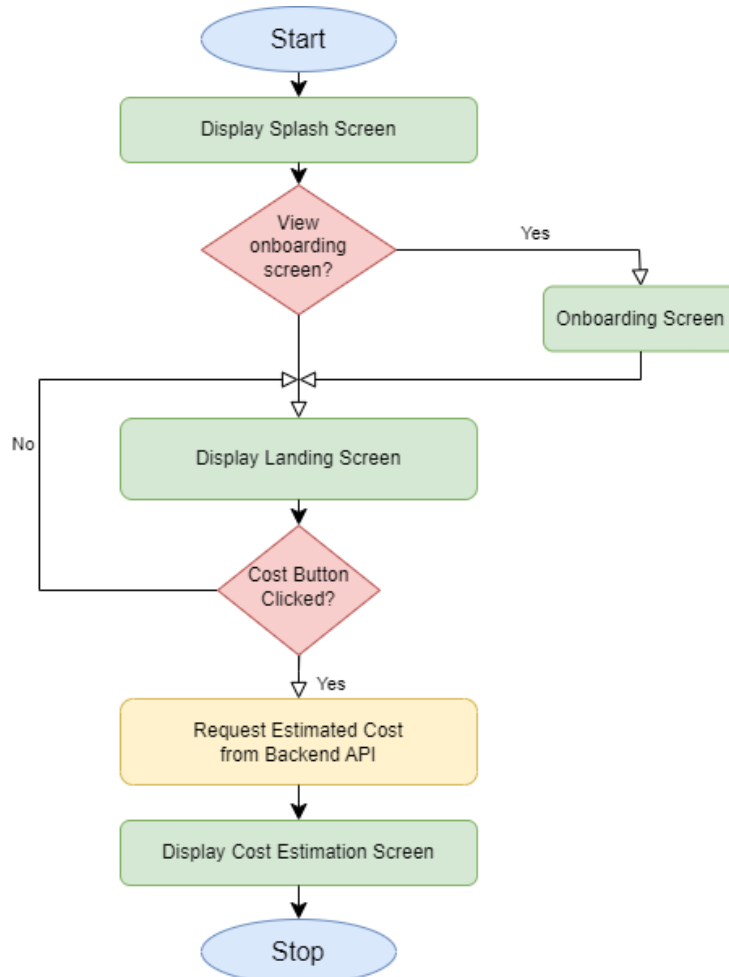 Start
Display Splash Screen
View
onboarding
screen?
Yes
Onboarding Screen
No
Display Landing Screen
Cost Button
Clicked?
Yes
Request Estimated Cost
from Backend API
Display Cost Estimation Screen
Stop